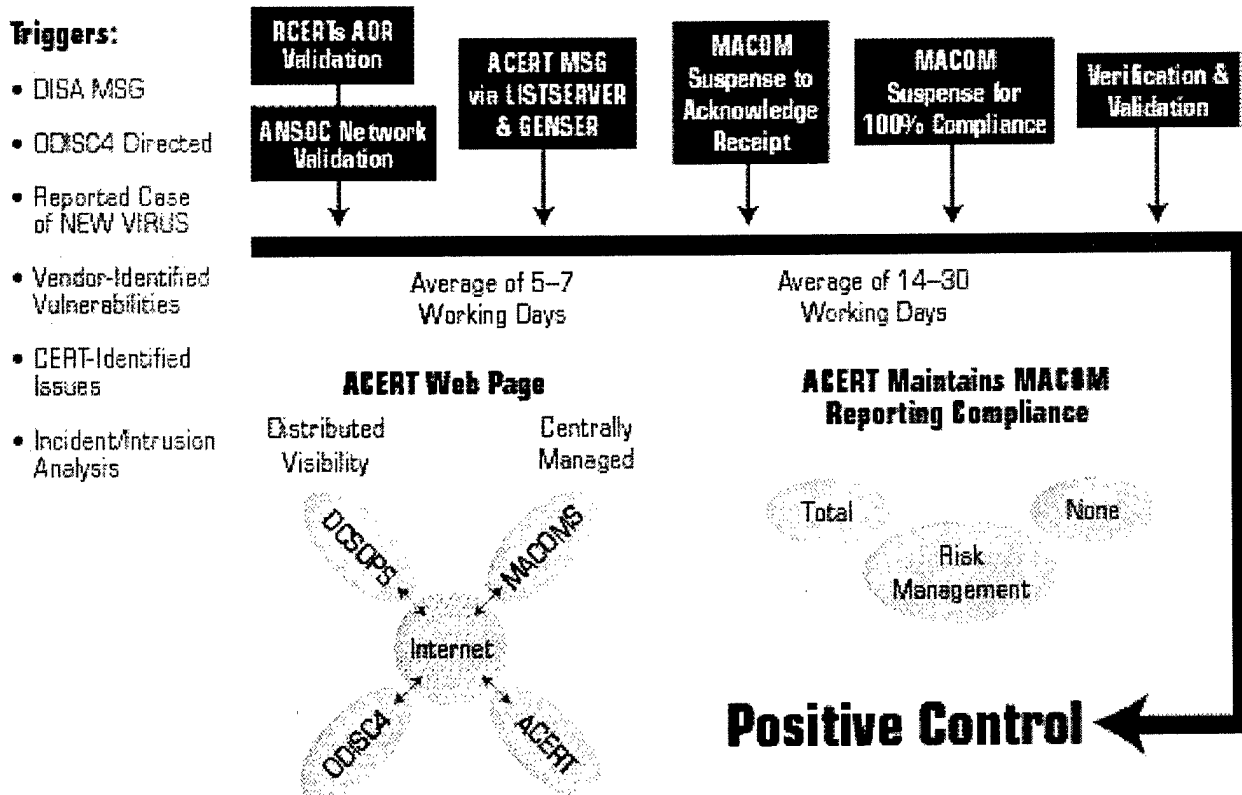 Triggers:
• DISA MSG
• ODISC4 Directed
• Reported Case
of NEW VIRUS
• Vendor-Identified
Vulnerabilities
• CERT-Identified
Issues
• Incident/Intrusion
Analysis
RCERTs AOR
Validation
ANSOC Network
Validation
ACERT MSG
via LISTSERVER
& GENSER
MACOM
Suspense to
Acknowledge
Receipt
MACOM
Suspense for
100% Compliance
Verification &
Validation
Average of 5–7
Working Days
Average of 14–30
Working Days
ACERT Web Page
Distributed
Visibility
Centrally
Managed
DCSOPS
MACOMS
Internet
ODISC4
ACERT
ACERT Maintains MACOM
Reporting Compliance
Total
None
Risk
Management
Positive Control